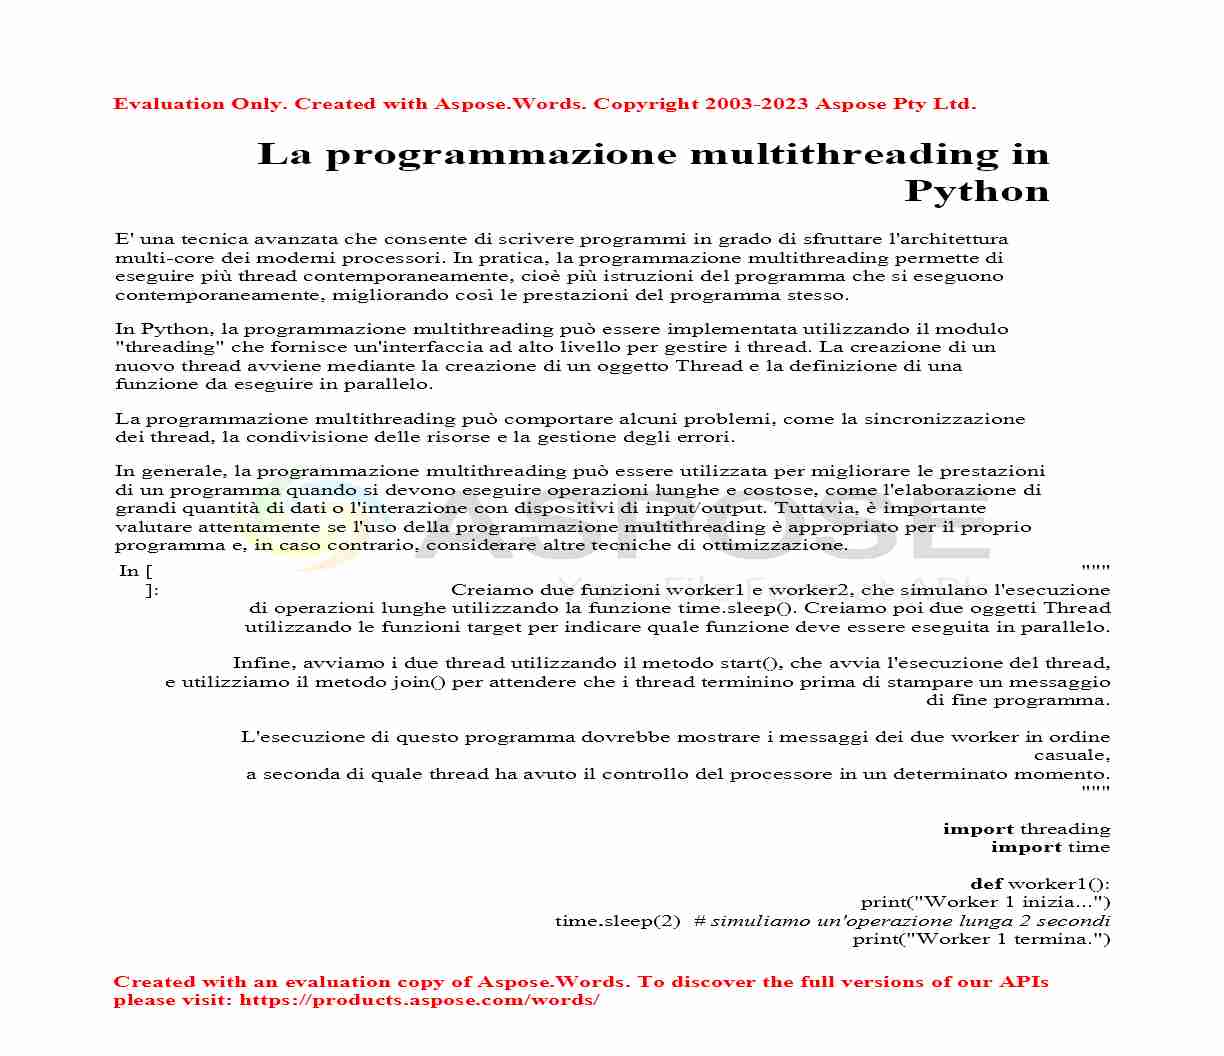 Evaluation Only. Created with Aspose.Words. Copyright 2003-2023 Aspose Pty Ltd.
La programmazione multithreading in
Python
E' una tecnica avanzata che consente di scrivere programmi in grado di sfruttare l'architettura
multi-core dei moderni processori. In pratica, la programmazione multithreading permette di
eseguire più thread contemporaneamente, cioè più istruzioni del programma che si eseguono
contemporaneamente, migliorando così le prestazioni del programma stesso.
In Python, la programmazione multithreading può essere implementata utilizzando il modulo
"threading" che fornisce un'interfaccia ad alto livello per gestire i thread. La creazione di un
nuovo thread avviene mediante la creazione di un oggetto Thread e la definizione di una
funzione da eseguire in parallelo.
La programmazione multithreading può comportare alcuni problemi, come la sincronizzazione
dei thread, la condivisione delle risorse e la gestione degli errori.
In generale, la programmazione multithreading può essere utilizzata per migliorare le prestazioni
di un programma quando si devono eseguire operazioni lunghe e costose, come l'elaborazione di
grandi quantità di dati o l'interazione con dispositivi di input/output. Tuttavia, è importante
valutare attentamente se l'uso della programmazione multithreading è appropriato per il proprio
programma e, in caso contrario, considerare altre tecniche di ottimizzazione.
ASPOSE
In [
]:
"""
Creiamo due funzioni worker1 e worker2, che simulano l'esecuzione
di operazioni lunghe utilizzando la funzione time.sleep(). Creiamo poi due oggetti Thread
utilizzando le funzioni target per indicare quale funzione deve essere eseguita in parallelo.
Infine, avviamo i due thread utilizzando il metodo start(), che avvia l'esecuzione del thread,
e utilizziamo il metodo join() per attendere che i thread terminino prima di stampare un messaggio
di fine programma.
L'esecuzione di questo programma dovrebbe mostrare i messaggi dei due worker in ordine
casuale,
a seconda di quale thread ha avuto il controllo del processore in un determinato momento.
"""
import threading
import time
def worker1():
print("Worker 1 inizia...")
time.sleep(2)  # simuliamo un'operazione lunga 2 secondi
print("Worker 1 termina.")
Created with an evaluation copy of Aspose.Words. To discover the full versions of our APIs
please visit: https://products.aspose.com/words/